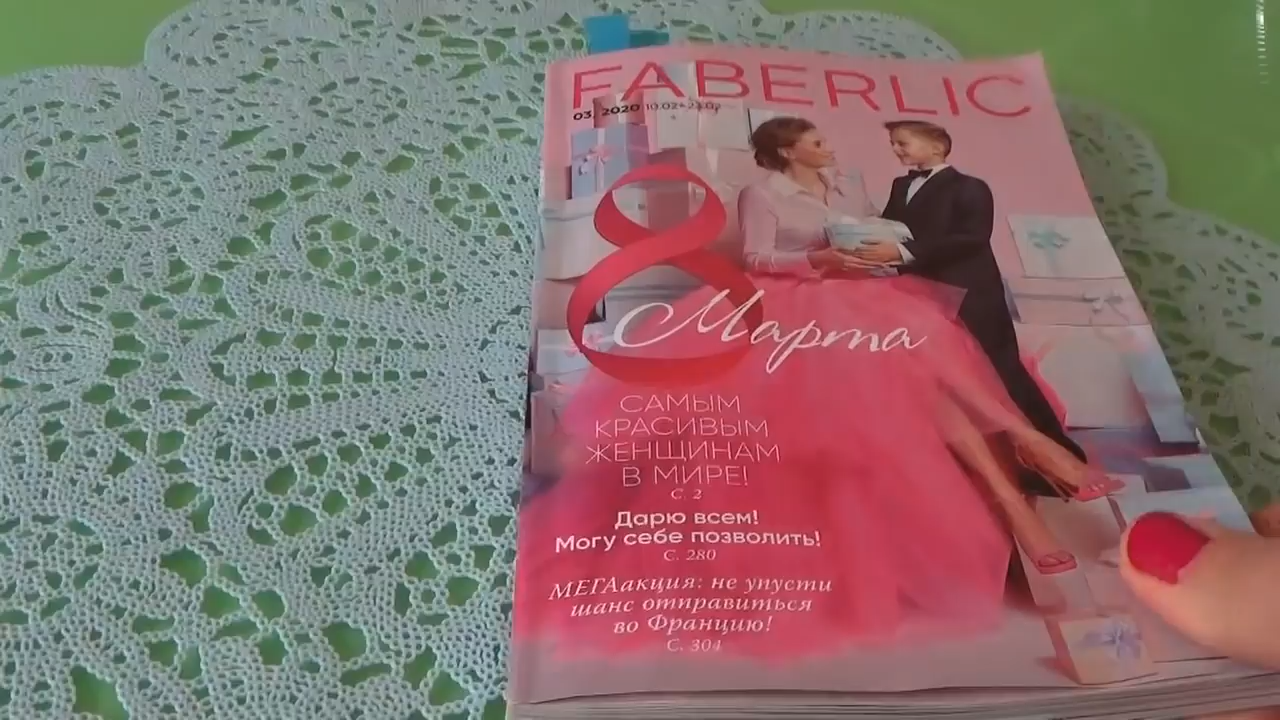 FABERLIC
03. 2020 10.02-23.02
8 Марта
САМЫМ
КРАСИВЫМ
ЖЕНЩИНАМ
В МИРЕ!
С. 2
Дарю всем!
Могу себе позволить!
С. 280
МЕГАакция: не упусти
шанс отправиться
во Францию!
С. 304